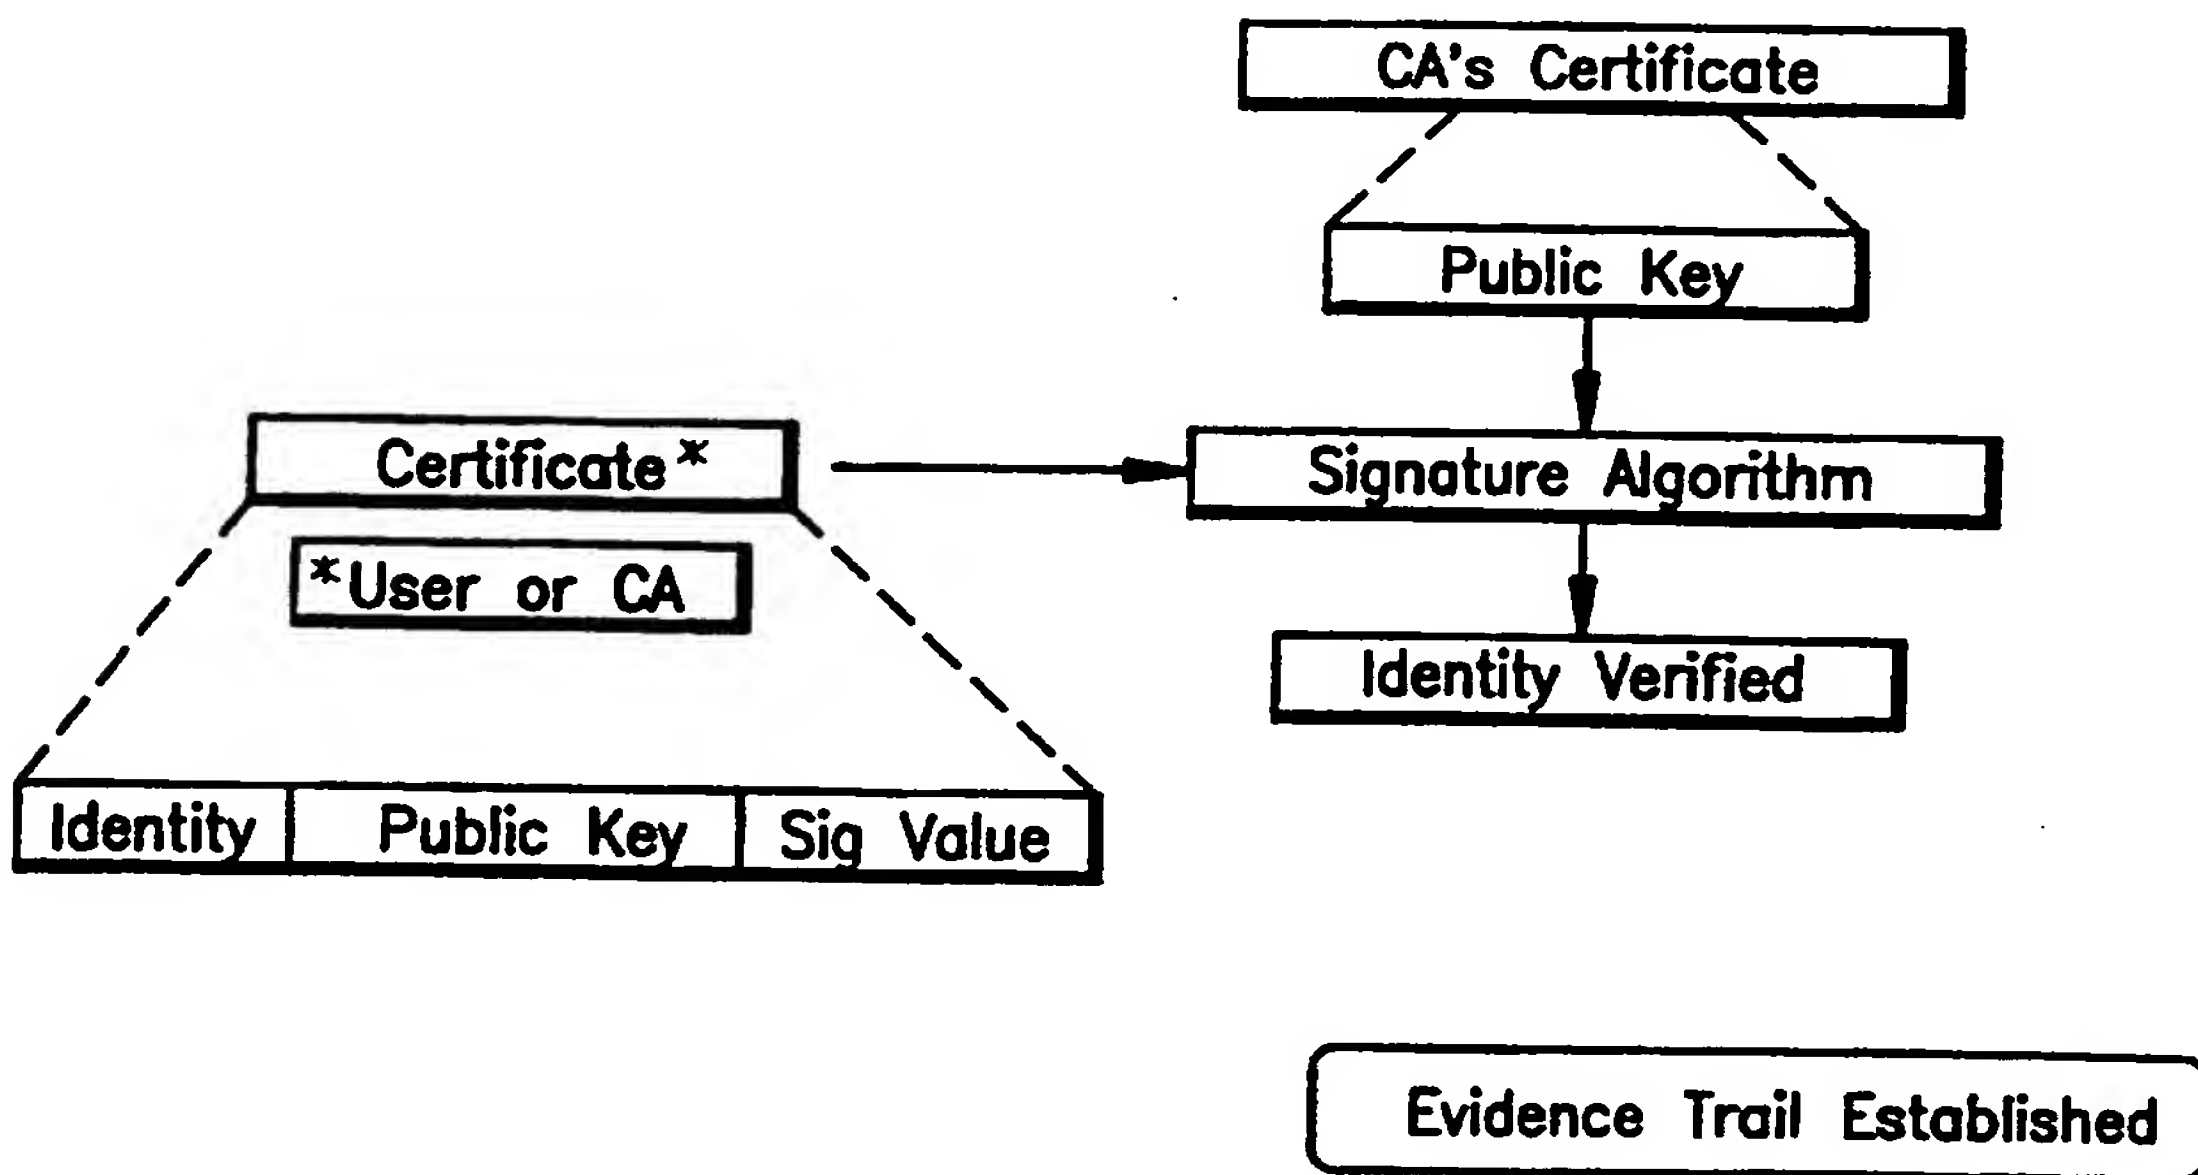 CA's Certificate
Public Key
Certificate*
Signature Algorithm
*User or CA
Identity Verified
Identity Public Key Sig Value
Evidence Trail Established